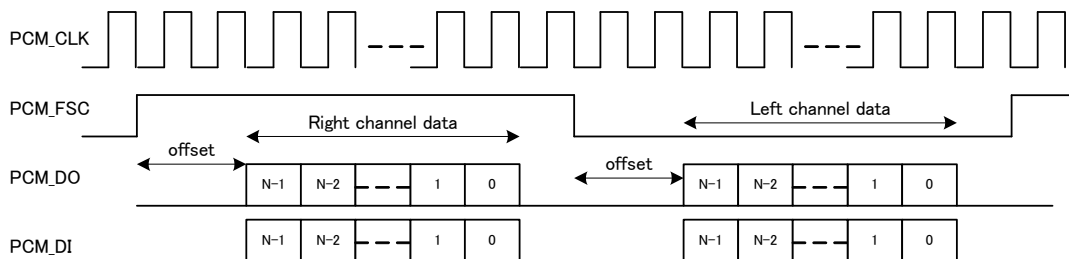 PCM_CLK
PCM_FSC
Right channel data
Left channel data
offset
offset
PCM_DO
N-1 N-2 1 0
N-1 N-2 1 0
PCM_DI
N-1 N-2 1 0
N-1 N-2 1 0